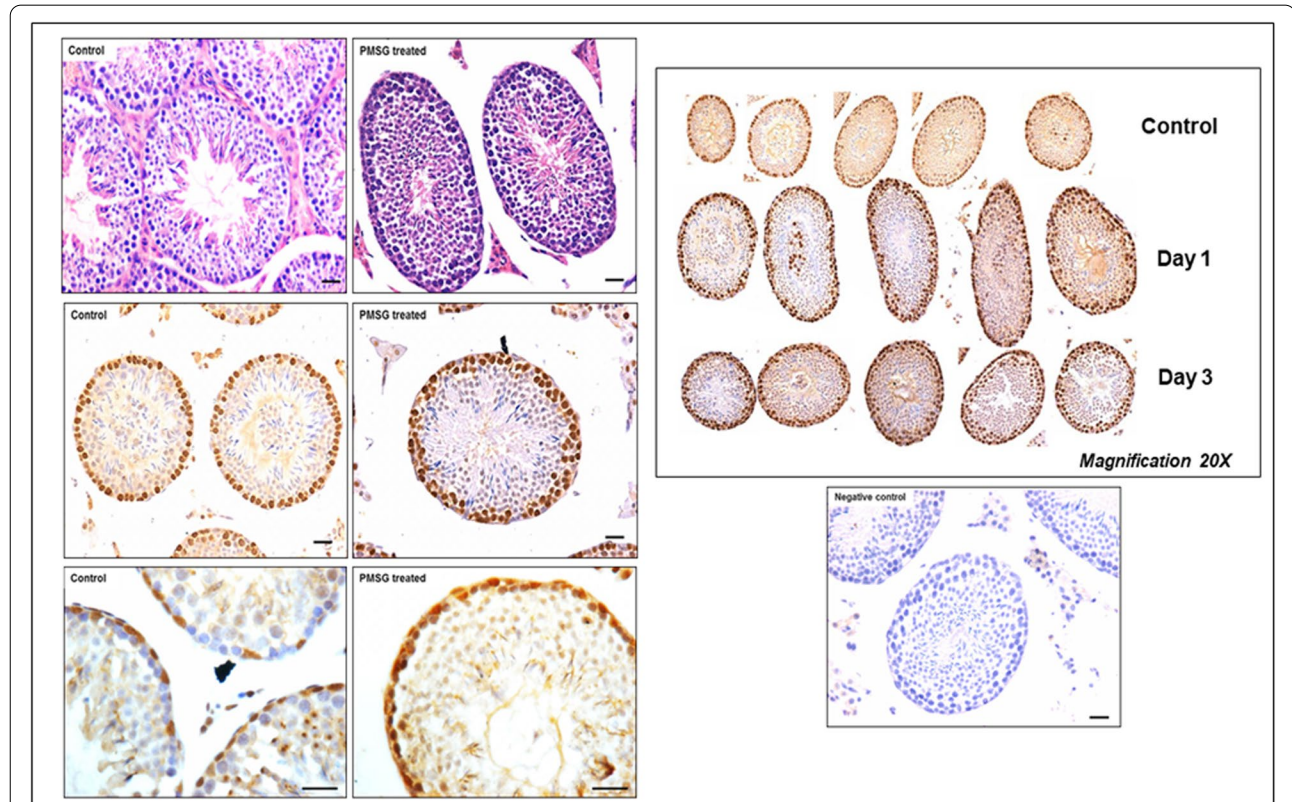 Control
PMSG treated
Control
PMSG treated
Control
PMSG treated
Control
Day 1
Day 3
Magnification 20X
Negative control